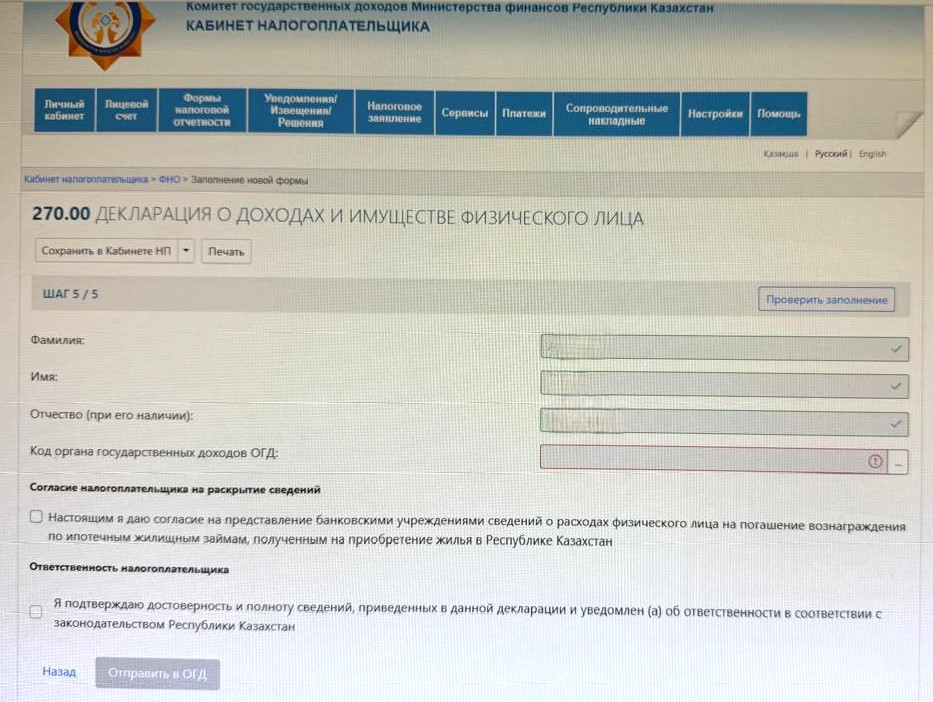 Комитет государственных доходов Министерства финансов Республики Казахстан
КАБИНЕТ НАЛОГОПЛАТЕЛЬЩИКА
Личный кабинет
Лицевой счет
Формы налоговой отчетности
Уведомления/ Извещения/ Решения
Налоговое заявление
Сервисы
Платежи
Сопроводительные накладные
Настройки
Помощь
Казакша | Русский | English
Кабинет налогоплательщика > ФНО > Заполнение новой формы
270.00 ДЕКЛАРАЦИЯ О ДОХОДАХ И ИМУЩЕСТВЕ ФИЗИЧЕСКОГО ЛИЦА
Сохранить в Кабинете НП Печать
ШАГ 5 / 5 Проверить заполнение
Фамилия:
Имя:
Отчество (при его наличии):
Код органа государственных доходов ОГД: ...
Согласие налогоплательщика на раскрытие сведений
Настоящим я даю согласие на представление банковскими учреждениями сведений о расходах физического лица на погашение вознаграждения
по ипотечным жилищным займам, полученным на приобретение жилья в Республике Казахстан
Ответственность налогоплательщика
Я подтверждаю достоверность и полноту сведений, приведенных в данной декларации и уведомлен (а) об ответственности в соответствии с
законодательством Республики Казахстан
Назад Отправить в ОГД